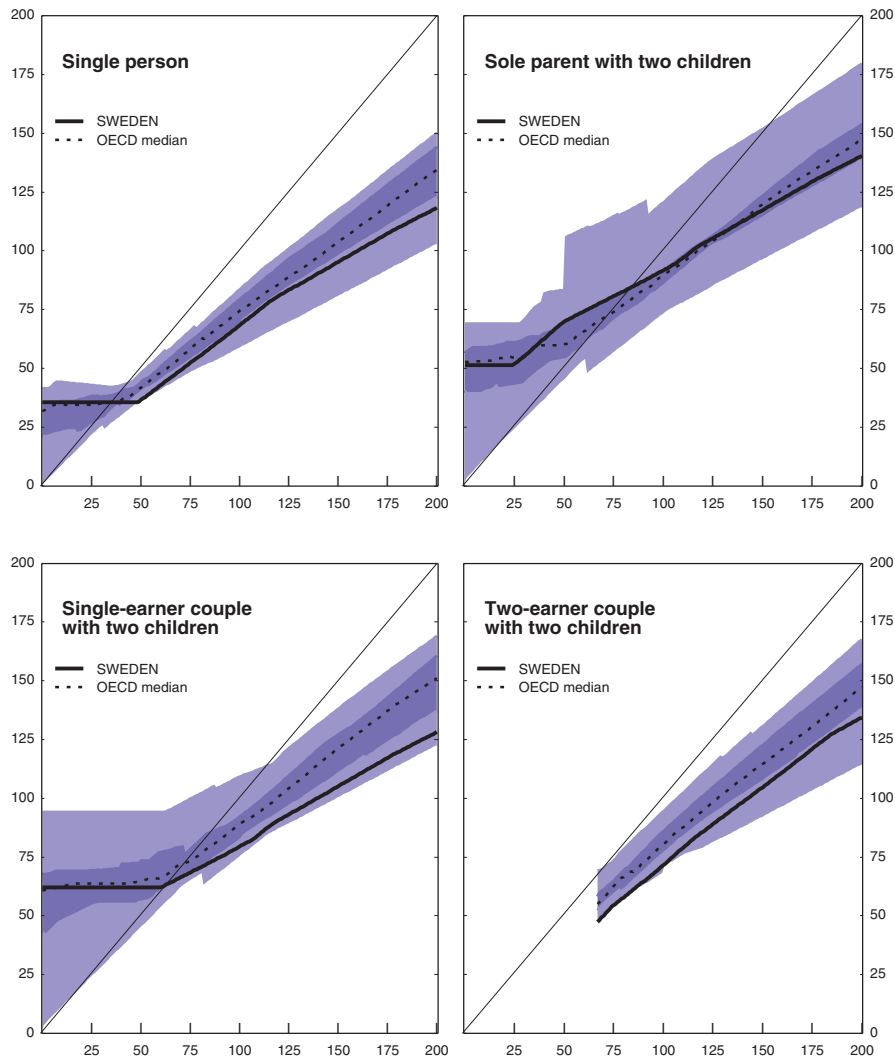 200
175
150
125
100
75
50
25
0
Single person
SWEDEN
OECD median
25 50 75 100 125 150 175 200
Sole parent with two children
SWEDEN
OECD median
200
175
150
125
100
75
50
25
0
25 50 75 100 125 150 175 200
200
175
150
125
100
75
50
25
0
Single-earner couple
with two children
SWEDEN
OECD median
25 50 75 100 125 150 175 200
Two-earner couple
with two children
SWEDEN
OECD median
200
175
150
125
100
75
50
25
0
25 50 75 100 125 150 175 200